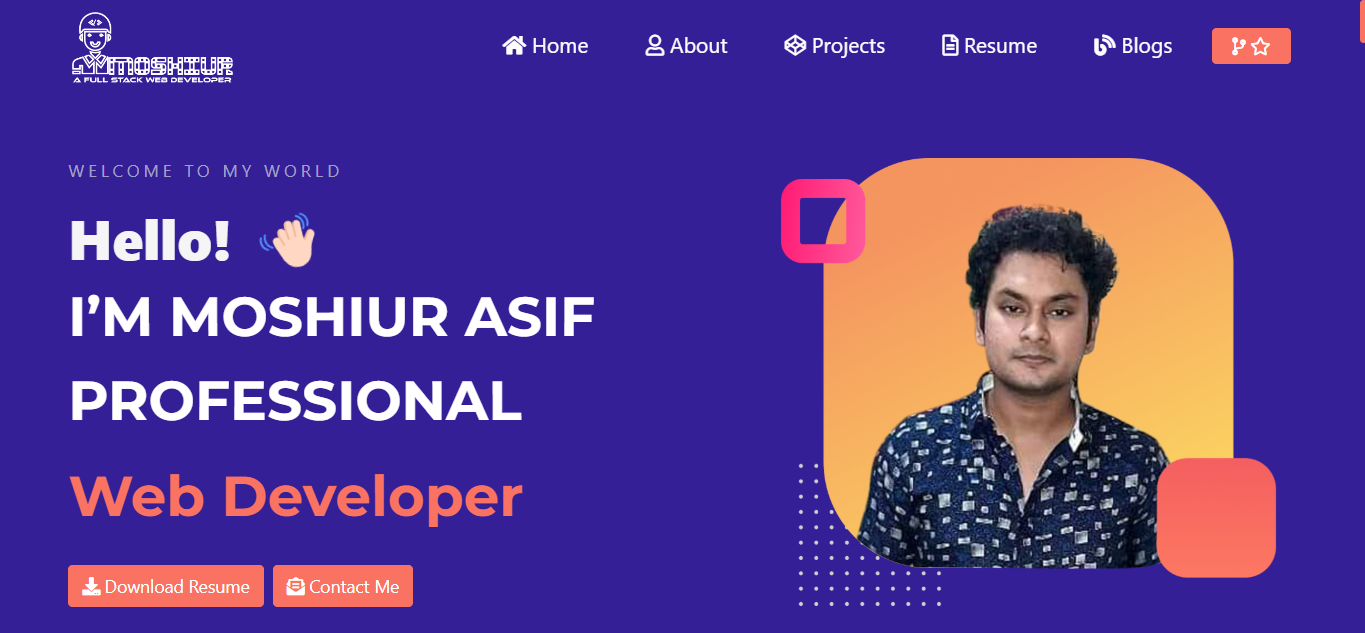 </>
MOSHIUR
A FULL STACK WEB DEVELOPER
Home About Projects Resume Blogs
WELCOME TO MY WORLD
Hello!
I’M MOSHIUR ASIF
PROFESSIONAL
Web Developer
Download Resume Contact Me